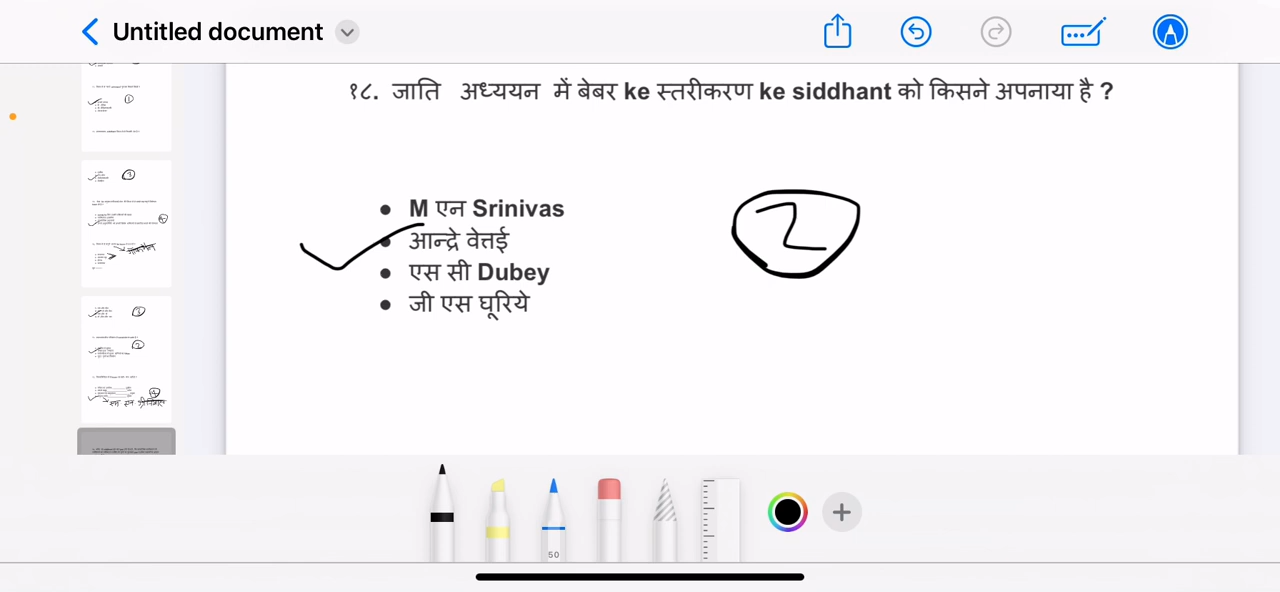 Untitled document
१८. जाति अध्ययन में बेबर ke स्तरीकरण ke siddhant को किसने अपनाया है ?
• M एन Srinivas
• आन्द्रे वेत्तई
• एस सी Dubey
• जी एस घूरिये
2
50